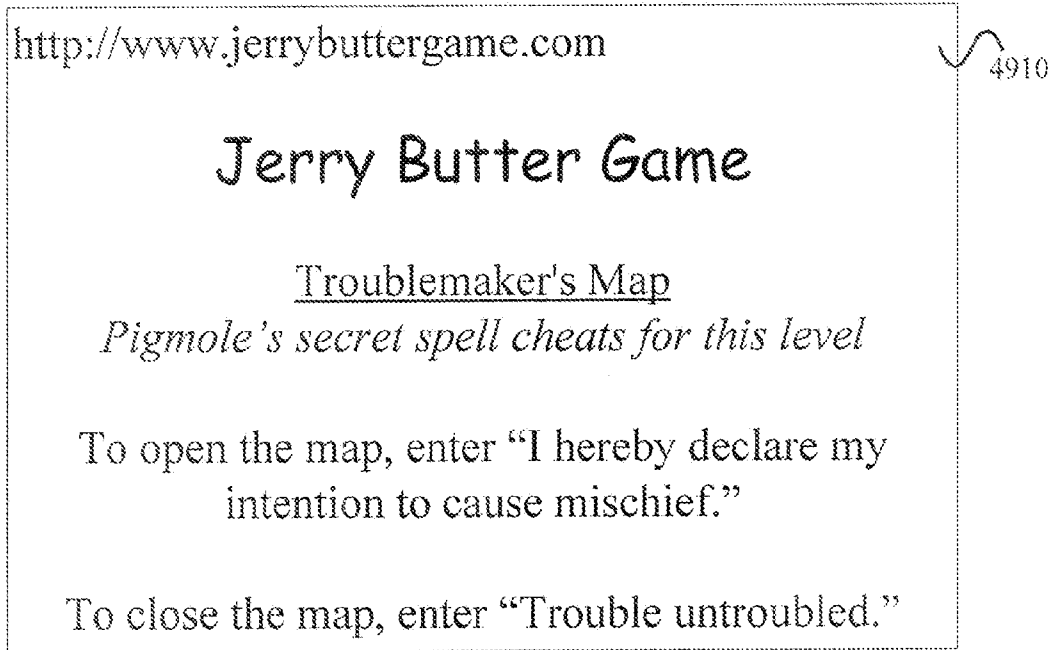 http://www.jerrybuttergame.com
4910
Jerry Butter Game
Troublemaker's Map
Pigmole’s secret spell cheats for this level
To open the map, enter “I hereby declare my
intention to cause mischief.”
To close the map, enter “Trouble untroubled.”